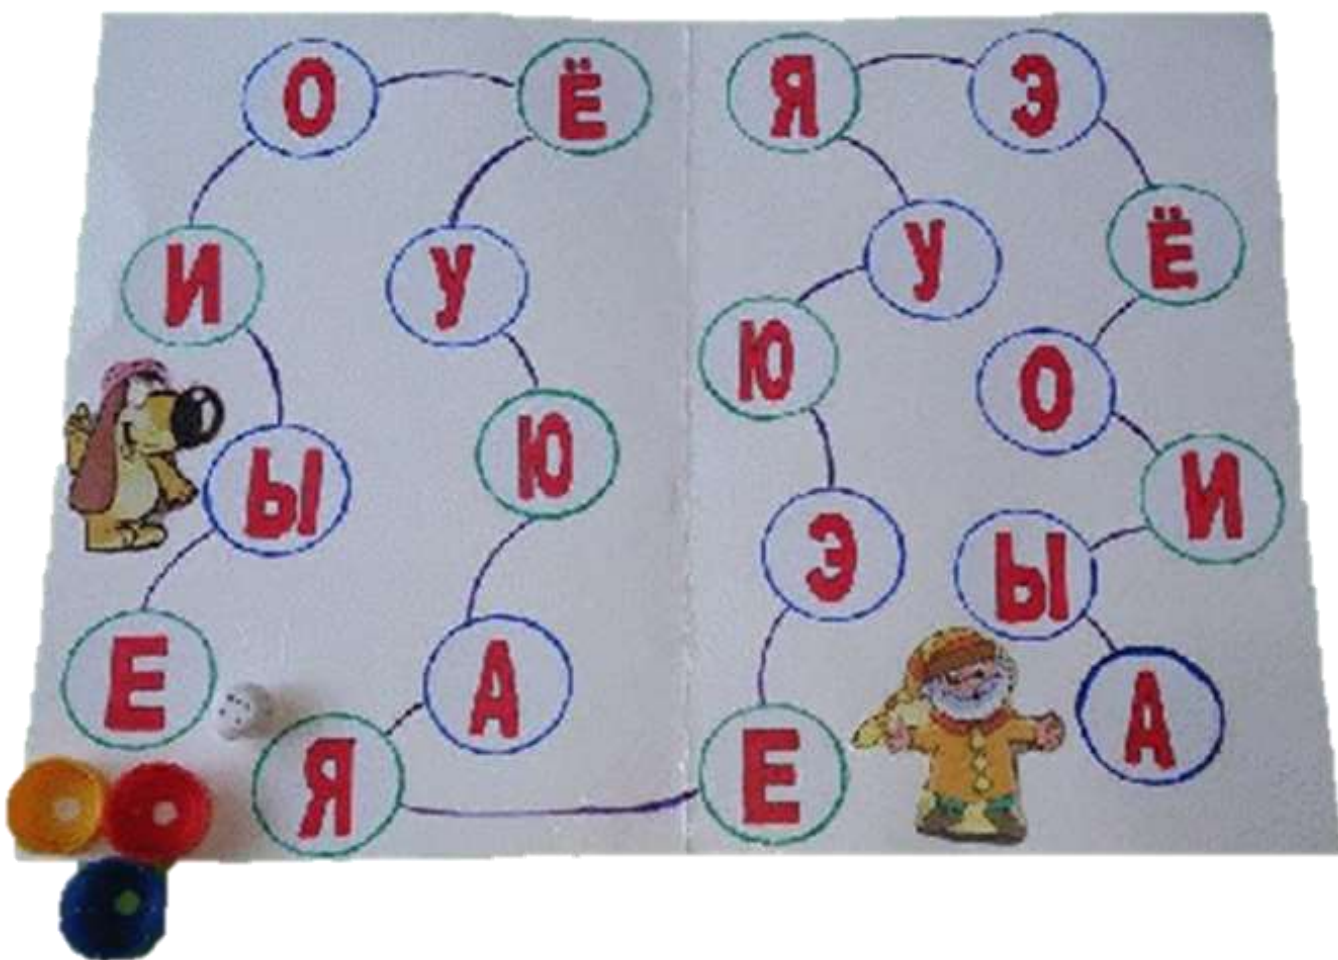 О Ё Я Э
И У У Ё
Ю О
Ы Ю И
Э Ы
Е А А
Я Е